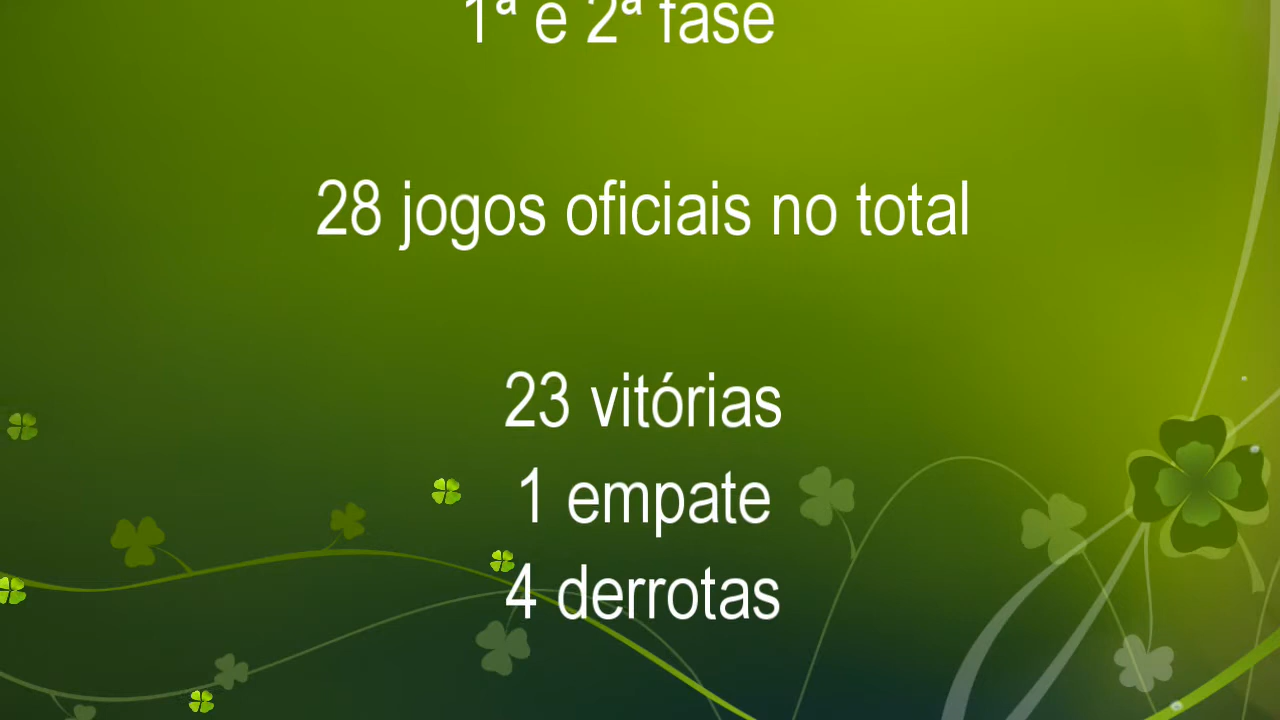 1ª e 2ª fase
28 jogos oficiais no total
23 vitórias
1 empate
4 derrotas